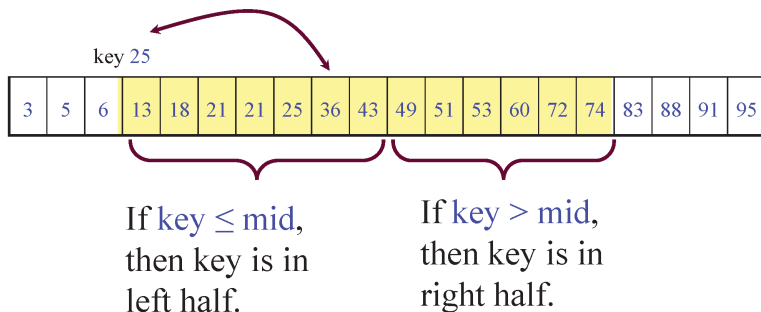 key 25
3 5 6 13 18 21 21 25 36 43 49 51 53 60 72 74 83 88 91 95
If key ≤ mid,
then key is in
left half.
If key > mid,
then key is in
right half.